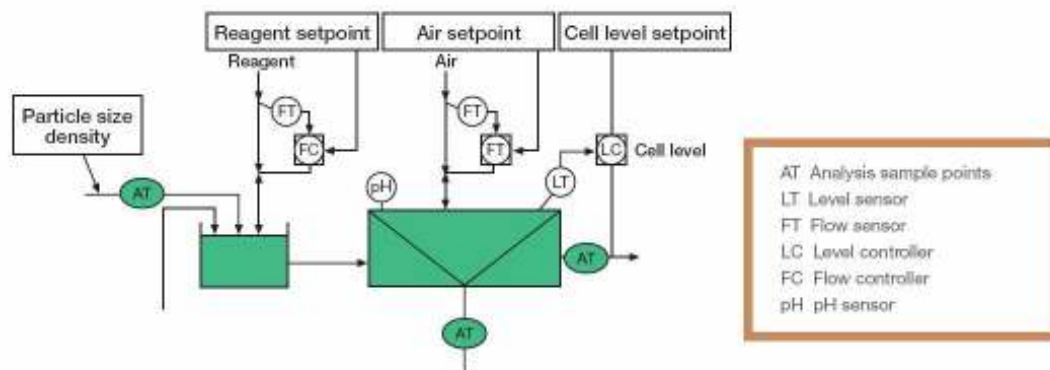 Reagent setpoint
Air setpoint
Cell level setpoint
Reagent
Air
Particle size
density
FT
FT
FC
FT
LC
Cell level
pH
LT
AT
AT
AT
AT Analysis sample points
LT Level sensor
FT Flow sensor
LC Level controller
FC Flow controller
pH pH sensor